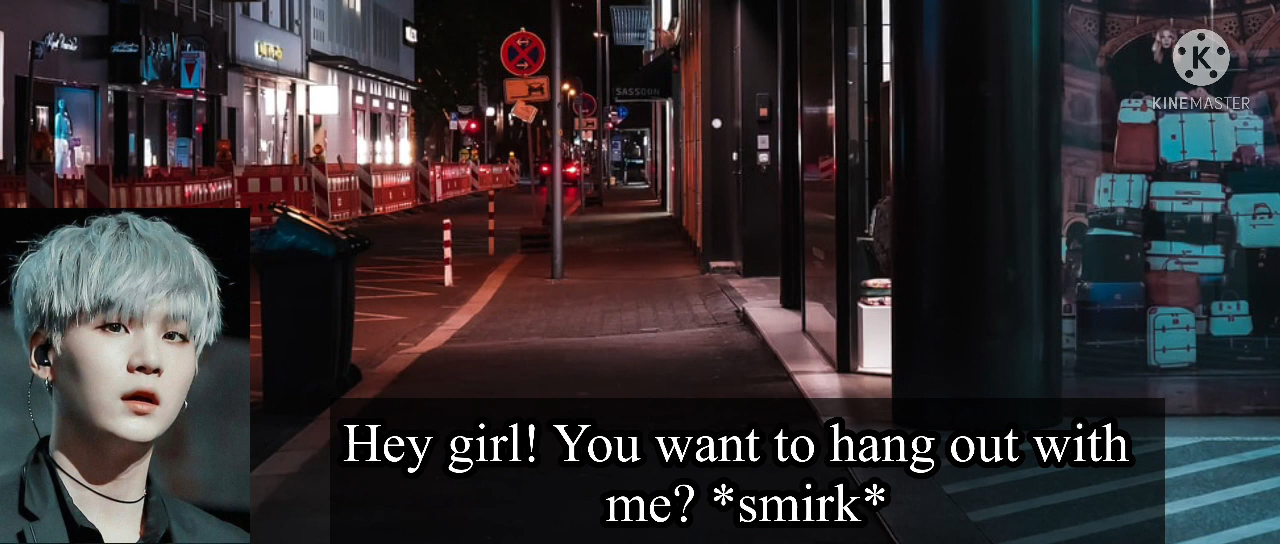 SASSOON
K
KINEMASTER
Hey girl! You want to hang out with
me? *smirk*